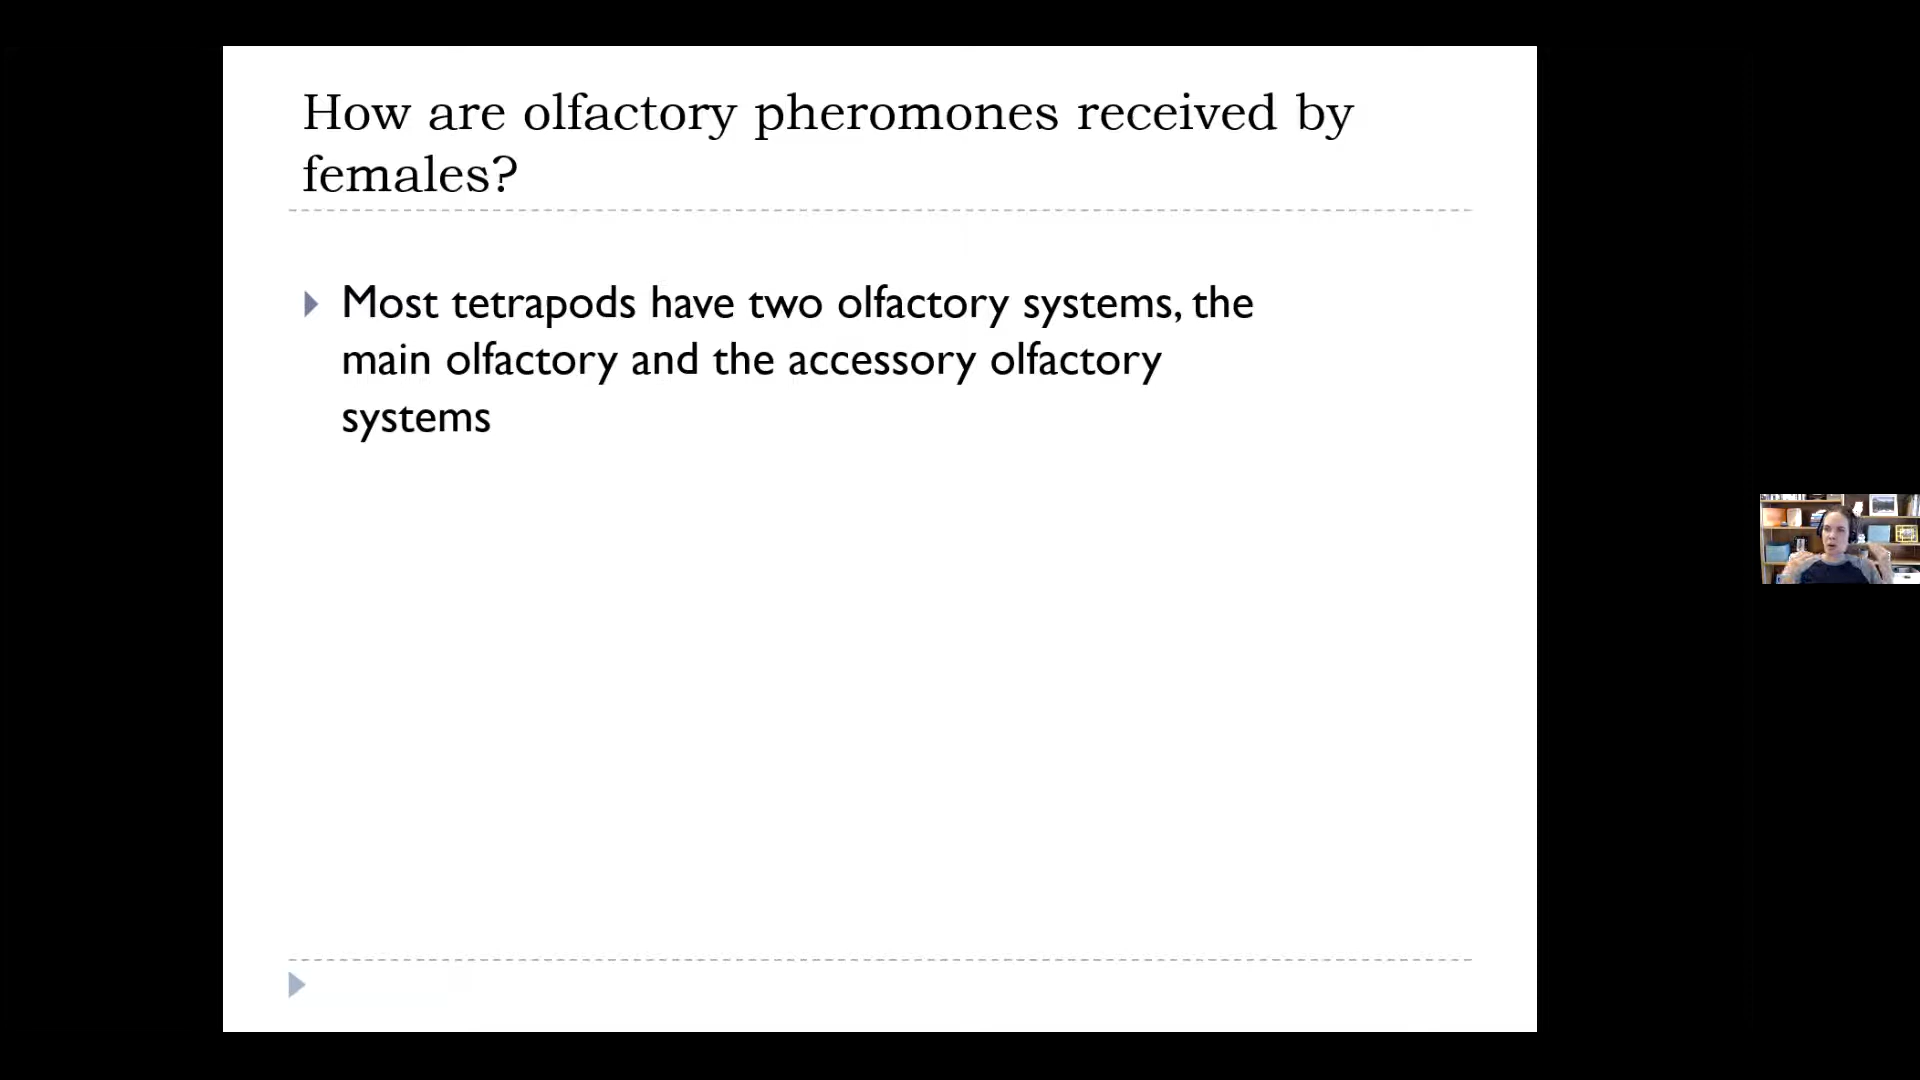 How are olfactory pheromones received by
females?
Most tetrapods have two olfactory systems, the
main olfactory and the accessory olfactory
systems